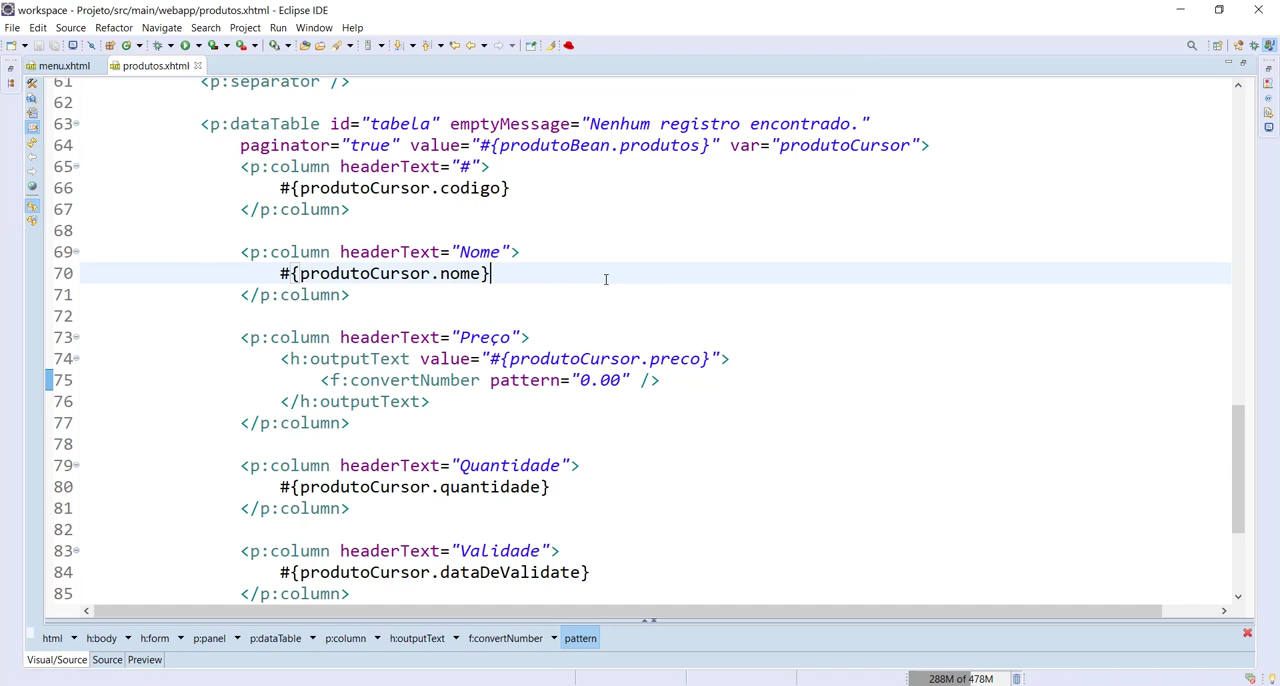 workspace - Projeto/src/main/webapp/produtos.xhtml - Eclipse IDE
File Edit Source Refactor Navigate Search Project Run Window Help
menu.xhtml produtos.xhtml
61 <p:separator />
62
63 <p:dataTable id="tabela" emptyMessage="Nenhum registro encontrado."
64 paginator="true" value="#{produtoBean.produtos}" var="produtoCursor">
65 <p:column headerText="#">
66 #{produtoCursor.codigo}
67 </p:column>
68
69 <p:column headerText="Nome">
70 #{produtoCursor.nome}
71 </p:column>
72
73 <p:column headerText="Preço">
74 <h:outputText value="#{produtoCursor.preco}">
75 <f:convertNumber pattern="0.00" />
76 </h:outputText>
77 </p:column>
78
79 <p:column headerText="Quantidade">
80 #{produtoCursor.quantidade}
81 </p:column>
82
83 <p:column headerText="Validade">
84 #{produtoCursor.dataDeValidate}
85 </p:column>
html h:body h:form p:panel p:dataTable p:column h:outputText f:convertNumber pattern
Visual/Source Source Preview
288M of 478M